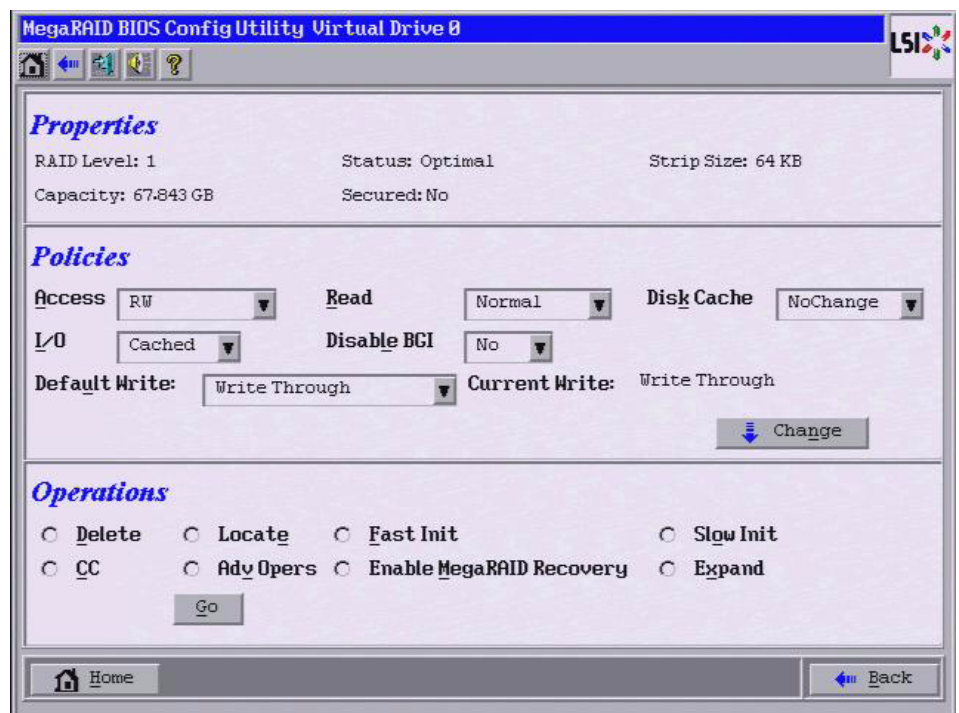 MegaRAID BIOS Config Utility Virtual Drive 0
LSI
Properties
RAID Level: 1 Status: Optimal Strip Size: 64 KB
Capacity: 67.843 GB Secured: No
Policies
Access RW Read Normal Disk Cache NoChange
I/O Cached Disable BGI No
Default Write: Write Through Current Write: Write Through
Change
Operations
Delete Locate Fast Init Slow Init
CC Adv Opers Enable MegaRAID Recovery Expand
Go
Home Back